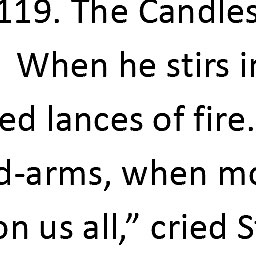 119. The Candles
When he stirs in
ed lances of fire.
d-arms, when mo
on us all,” cried St